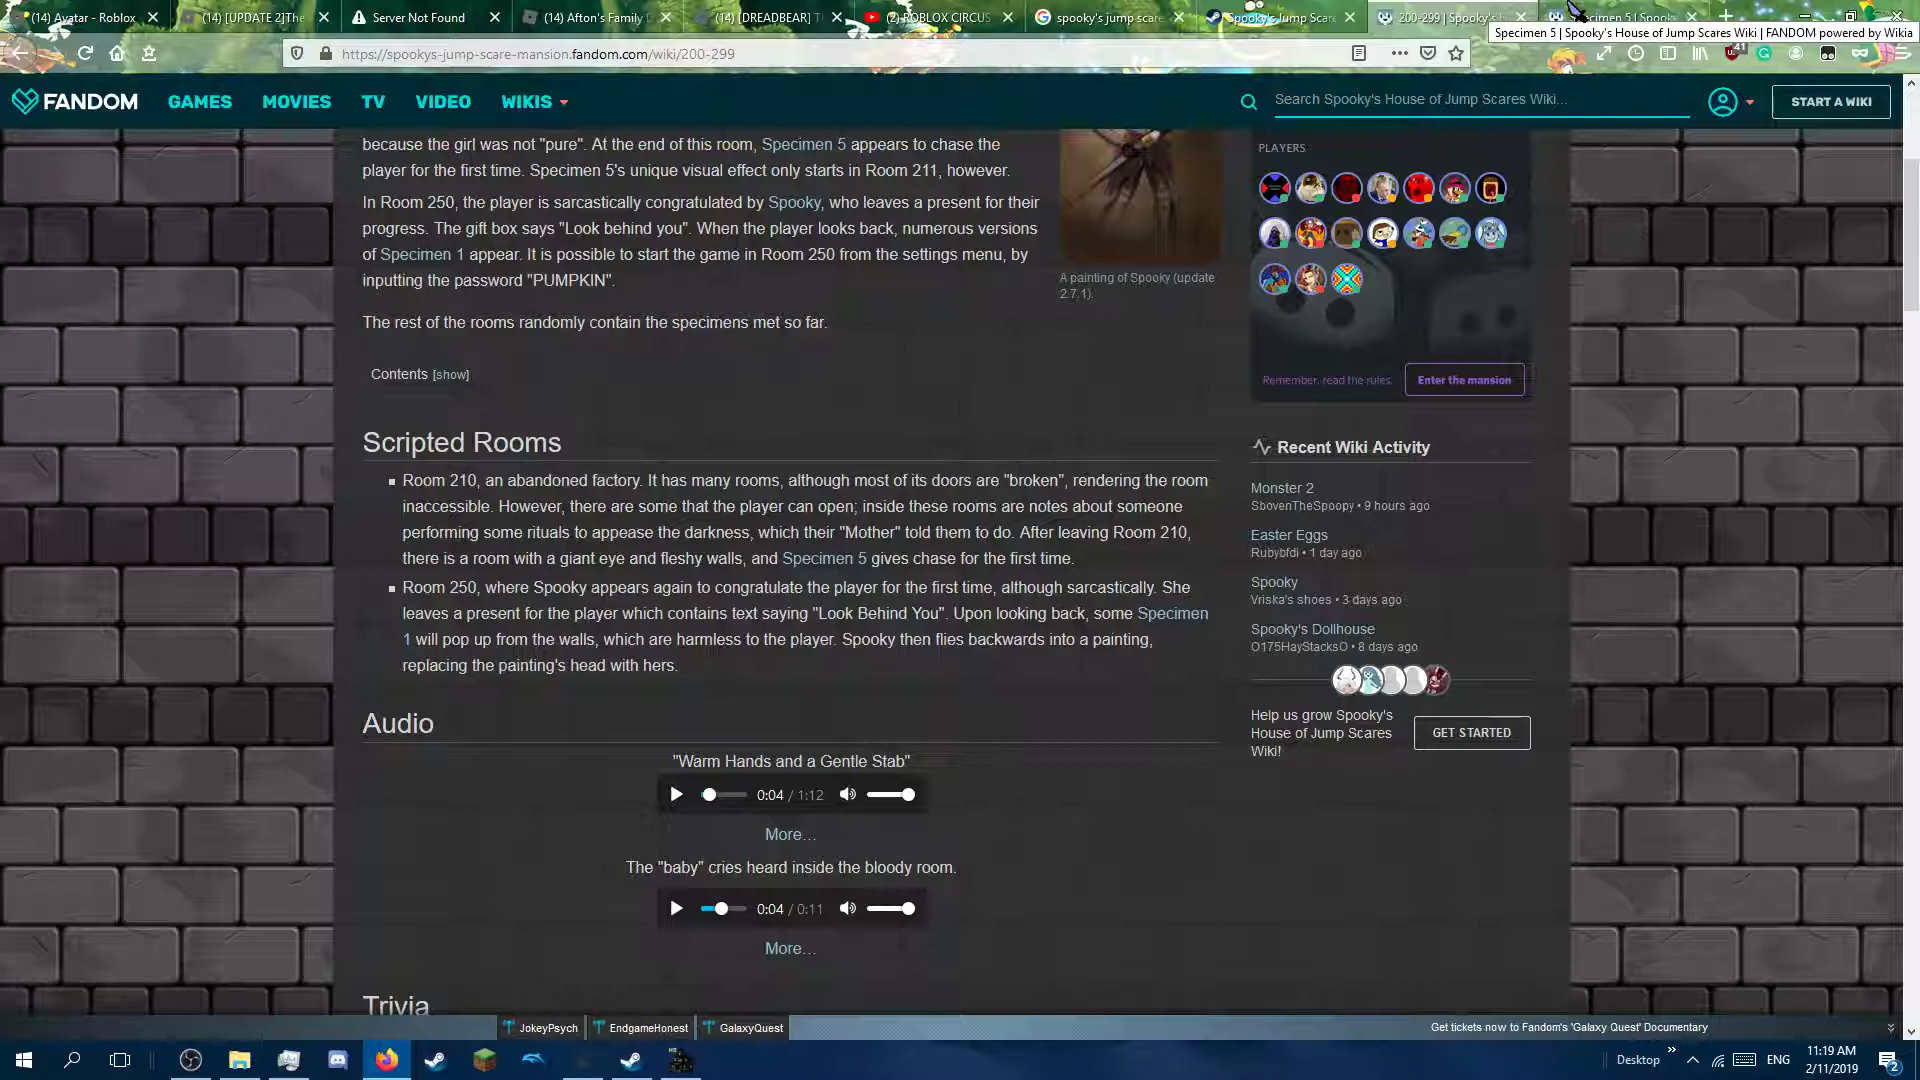 (14) Avatar - Roblox
(14) [UPDATE 2]The
Server Not Found
(14) Afton's Family D
(14) [DREADBEAR] T
(2) ROBLOX CIRCUS
spooky's jump scare
Spooky's Jump Scare
200-299 | Spooky's
Specimen 5 | Spook
Specimen 5 | Spooky's House of Jump Scares Wiki | FANDOM powered by Wikia
https://spookys-jump-scare-mansion.fandom.com/wiki/200-299
41
FANDOM
GAMES
MOVIES
TV
VIDEO
WIKIS
Search Spooky's House of Jump Scares Wiki...
START A WIKI
because the girl was not "pure". At the end of this room, Specimen 5 appears to chase the
player for the first time. Specimen 5's unique visual effect only starts in Room 211, however.
In Room 250, the player is sarcastically congratulated by Spooky, who leaves a present for their
progress. The gift box says "Look behind you". When the player looks back, numerous versions
of Specimen 1 appear. It is possible to start the game in Room 250 from the settings menu, by
inputting the password "PUMPKIN".
The rest of the rooms randomly contain the specimens met so far.
A painting of Spooky (update
2.7.1).
Contents [show]
Scripted Rooms
Room 210, an abandoned factory. It has many rooms, although most of its doors are "broken", rendering the room
inaccessible. However, there are some that the player can open; inside these rooms are notes about someone
performing some rituals to appease the darkness, which their "Mother" told them to do. After leaving Room 210,
there is a room with a giant eye and fleshy walls, and Specimen 5 gives chase for the first time.
Room 250, where Spooky appears again to congratulate the player for the first time, although sarcastically. She
leaves a present for the player which contains text saying "Look Behind You". Upon looking back, some Specimen
1 will pop up from the walls, which are harmless to the player. Spooky then flies backwards into a painting,
replacing the painting's head with hers.
Audio
"Warm Hands and a Gentle Stab"
0:04 / 1:12
More…
The "baby" cries heard inside the bloody room.
0:04 / 0:11
More…
Trivia
PLAYERS
Remember, read the rules.
Enter the mansion
Recent Wiki Activity
Monster 2
SbovenTheSpoopy • 9 hours ago
Easter Eggs
Rubybfdi • 1 day ago
Spooky
Vriska's shoes • 3 days ago
Spooky's Dollhouse
O175HayStacksO • 8 days ago
Help us grow Spooky's
House of Jump Scares
Wiki!
GET STARTED
JokeyPsych
EndgameHonest
GalaxyQuest
Get tickets now to Fandom's 'Galaxy Quest' Documentary
Desktop
ENG
11:19 AM
2/11/2019
2